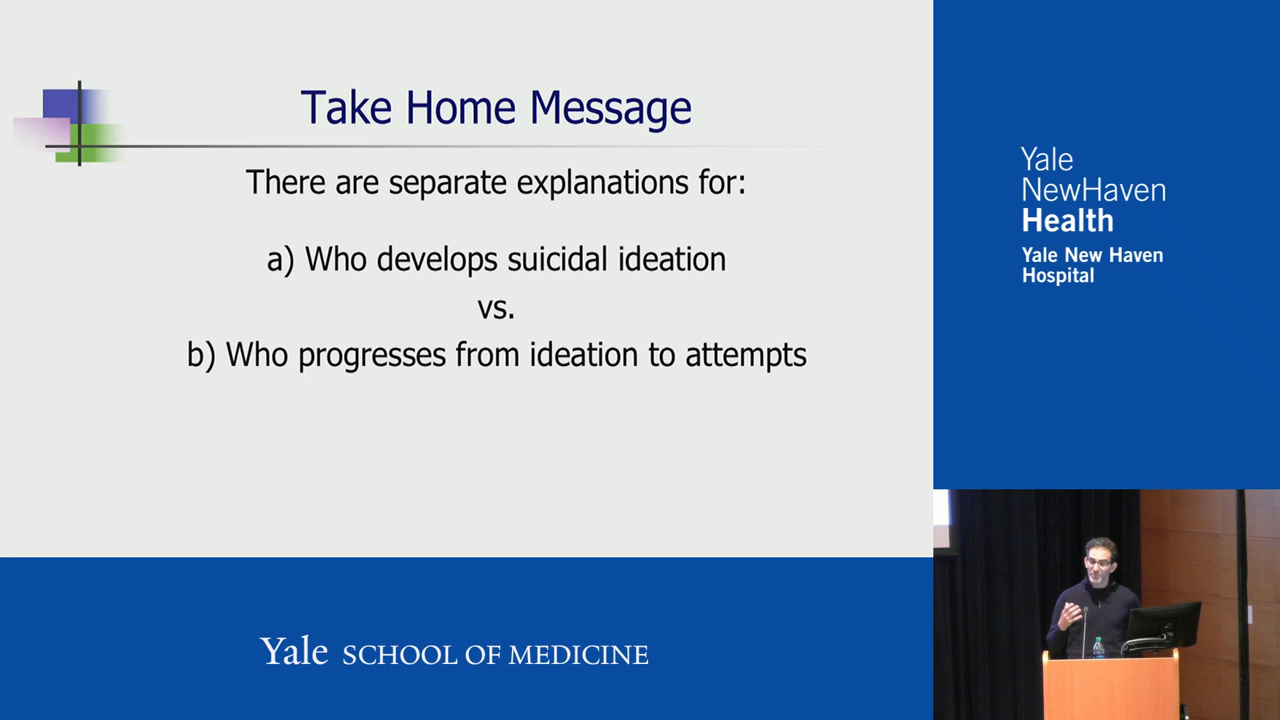 Take Home Message
There are separate explanations for:
a) Who develops suicidal ideation
vs.
b) Who progresses from ideation to attempts
Yale
NewHaven
Health
Yale New Haven
Hospital
Yale SCHOOL OF MEDICINE